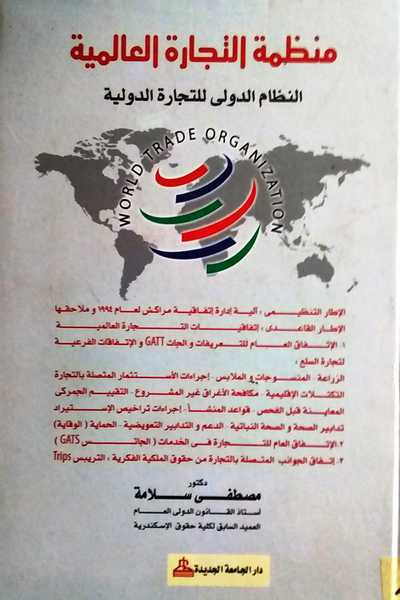 منظمة التجارة العالمية
النظام الدولى للتجارة الدولية
WORLD TRADE ORGANIZATION
الإطار التنظيمى : آلية إدارة إتفاقية مراكش لعام ١٩٩٤ و ملاحقها
الإطار القاعدى : إتفاقيات التجارة العالمية
١. الإتفاق العام للتعريفات و الجات GATT و الإتفاقات الفرعية
لتجارة السلع :
الزراعة . المنسوجات و الملابس . إجراءات الأستثمار المتصلة بالتجارة
التكتلات الإقليمية . مكافحة الأغراق غير المشروع . التقييم الجمركى
المعاينة قبل الفحص . قواعد المنشأ . إجراءات تراخيص الإستيراد
تدابير الصحة و الصحة النباتية . الدعم و التدابير التعويضية . الحماية ( الوقاية )
٢. الإتفاق العام للتجارة فى الخدمات ( الجاتس GATS )
٣. إتفاق الجوانب المتصلة بالتجارة من حقوق الملكية الفكرية ، التريبس Trips
دكتور
مصطفى سلامة
أستاذ القانون الدولى العام
العميد السابق لكلية حقوق الإسكندرية
دار الجامعة الجديدة